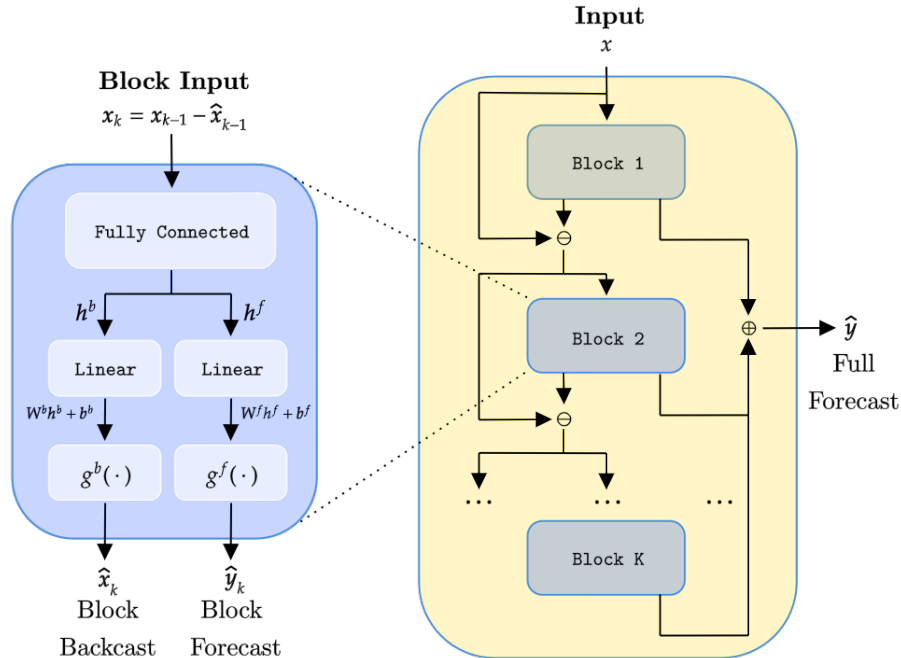 Block Input
x_k = x_{k-1} − x̂_{k-1}
Fully Connected
h^b h^f
Linear Linear
W^b h^b + b^b W^f h^f + b^f
g^b(·) g^f(·)
x̂_k ŷ_k
Block Block
Backcast Forecast
Input
x
Block 1
⊖
Block 2
⊕
ŷ
Full
Forecast
⊖
... ... ...
Block K